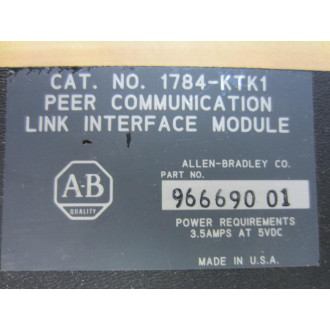 CAT. NO. 1784-KTK1
PEER COMMUNICATION
LINK INTERFACE MODULE
ALLEN-BRADLEY CO.
PART NO.
966690 01
A-B
QUALITY
POWER REQUIREMENTS
3.5AMPS AT 5VDC
MADE IN U.S.A.